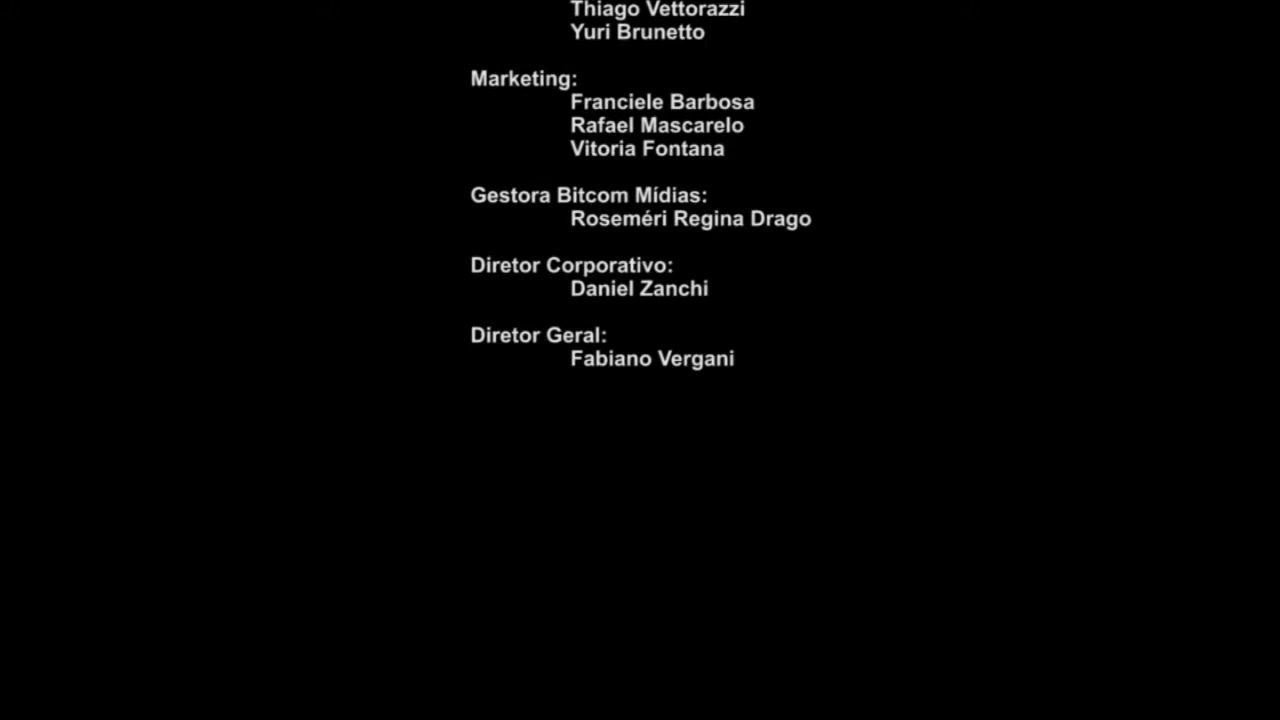 Thiago Vettorazzi
Yuri Brunetto
Marketing:
Franciele Barbosa
Rafael Mascarelo
Vitoria Fontana
Gestora Bitcom Mídias:
Roseméri Regina Drago
Diretor Corporativo:
Daniel Zanchi
Diretor Geral:
Fabiano Vergani